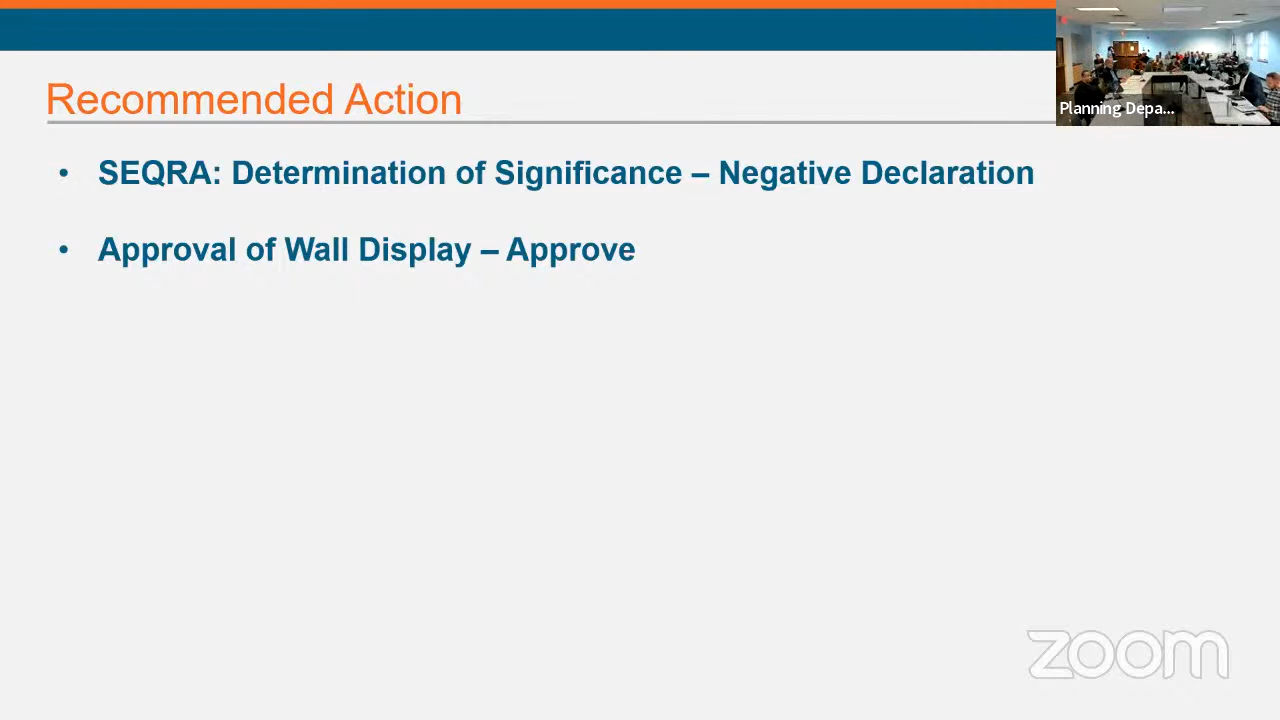 Recommended Action
Planning Depa...
• SEQRA: Determination of Significance – Negative Declaration
• Approval of Wall Display – Approve
zoom